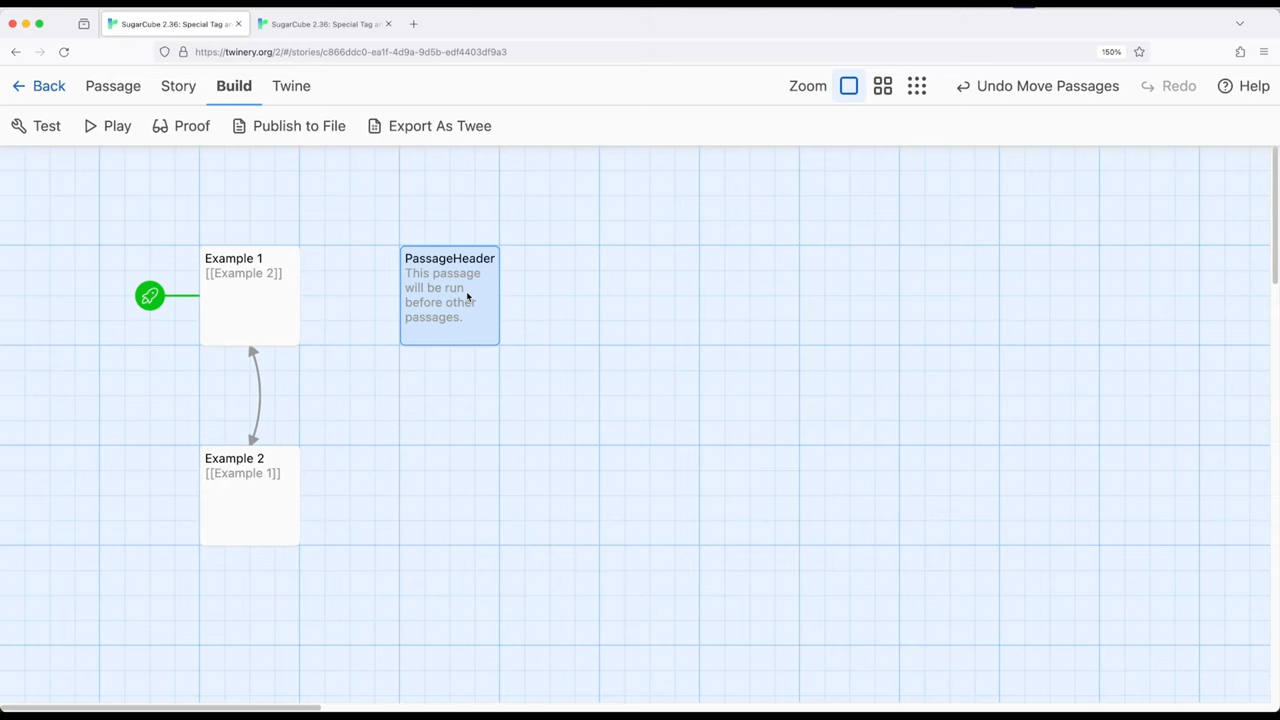 SugarCube 2.36: Special Tag an
SugarCube 2.36: Special Tag an
https://twinery.org/2/#/stories/c866ddc0-ea1f-4d9a-9d5b-edf4403df9a3
150%
Back Passage Story Build Twine Zoom Undo Move Passages Redo Help
Test Play Proof Publish to File Export As Twee
Example 1
[[Example 2]]
PassageHeader
This passage
will be run
before other
passages.
Example 2
[[Example 1]]